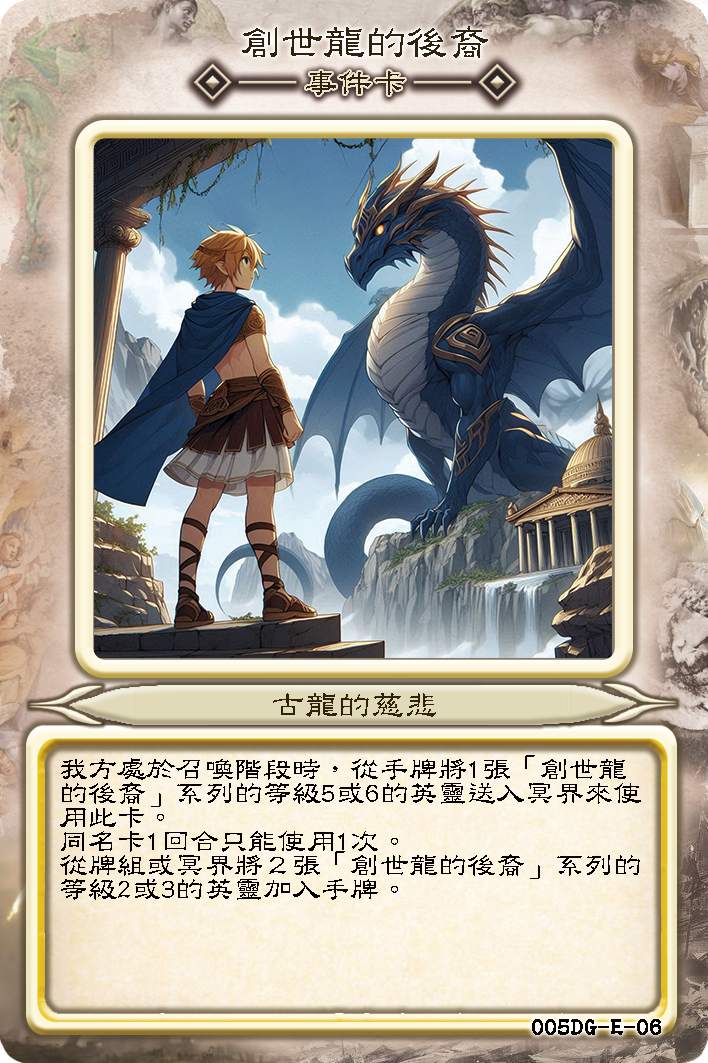 創世龍的後裔
事件卡
古龍的慈悲
我方處於召喚階段時，從手牌將1張「創世龍
的後裔」系列的等級5或6的英靈送入冥界來使
用此卡。
同名卡1回合只能使用1次。
從牌組或冥界將２張「創世龍的後裔」系列的
等級2或3的英靈加入手牌。
005DG-E-06